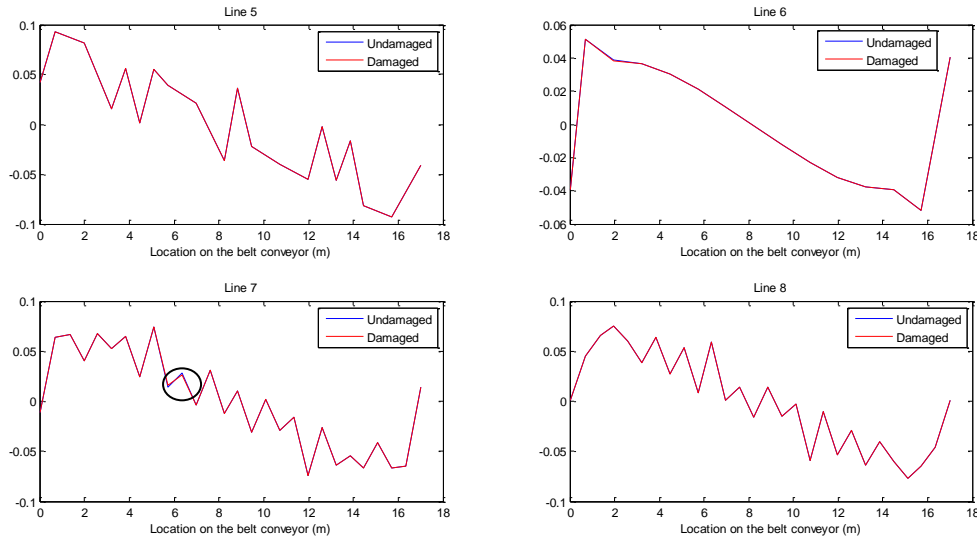 Line 5
0.1
0.05
0
-0.05
-0.1
0 2 4 6 8 10 12 14 16 18
Location on the belt conveyor (m)
Undamaged
Damaged
Line 6
0.06
0.04
0.02
0
-0.02
-0.04
-0.06
0 2 4 6 8 10 12 14 16 18
Location on the belt conveyor (m)
Undamaged
Damaged
Line 7
0.1
0.05
0
-0.05
-0.1
0 2 4 6 8 10 12 14 16 18
Location on the belt conveyor (m)
Undamaged
Damaged
Line 8
0.1
0.05
0
-0.05
-0.1
0 2 4 6 8 10 12 14 16 18
Location on the belt conveyor (m)
Undamaged
Damaged